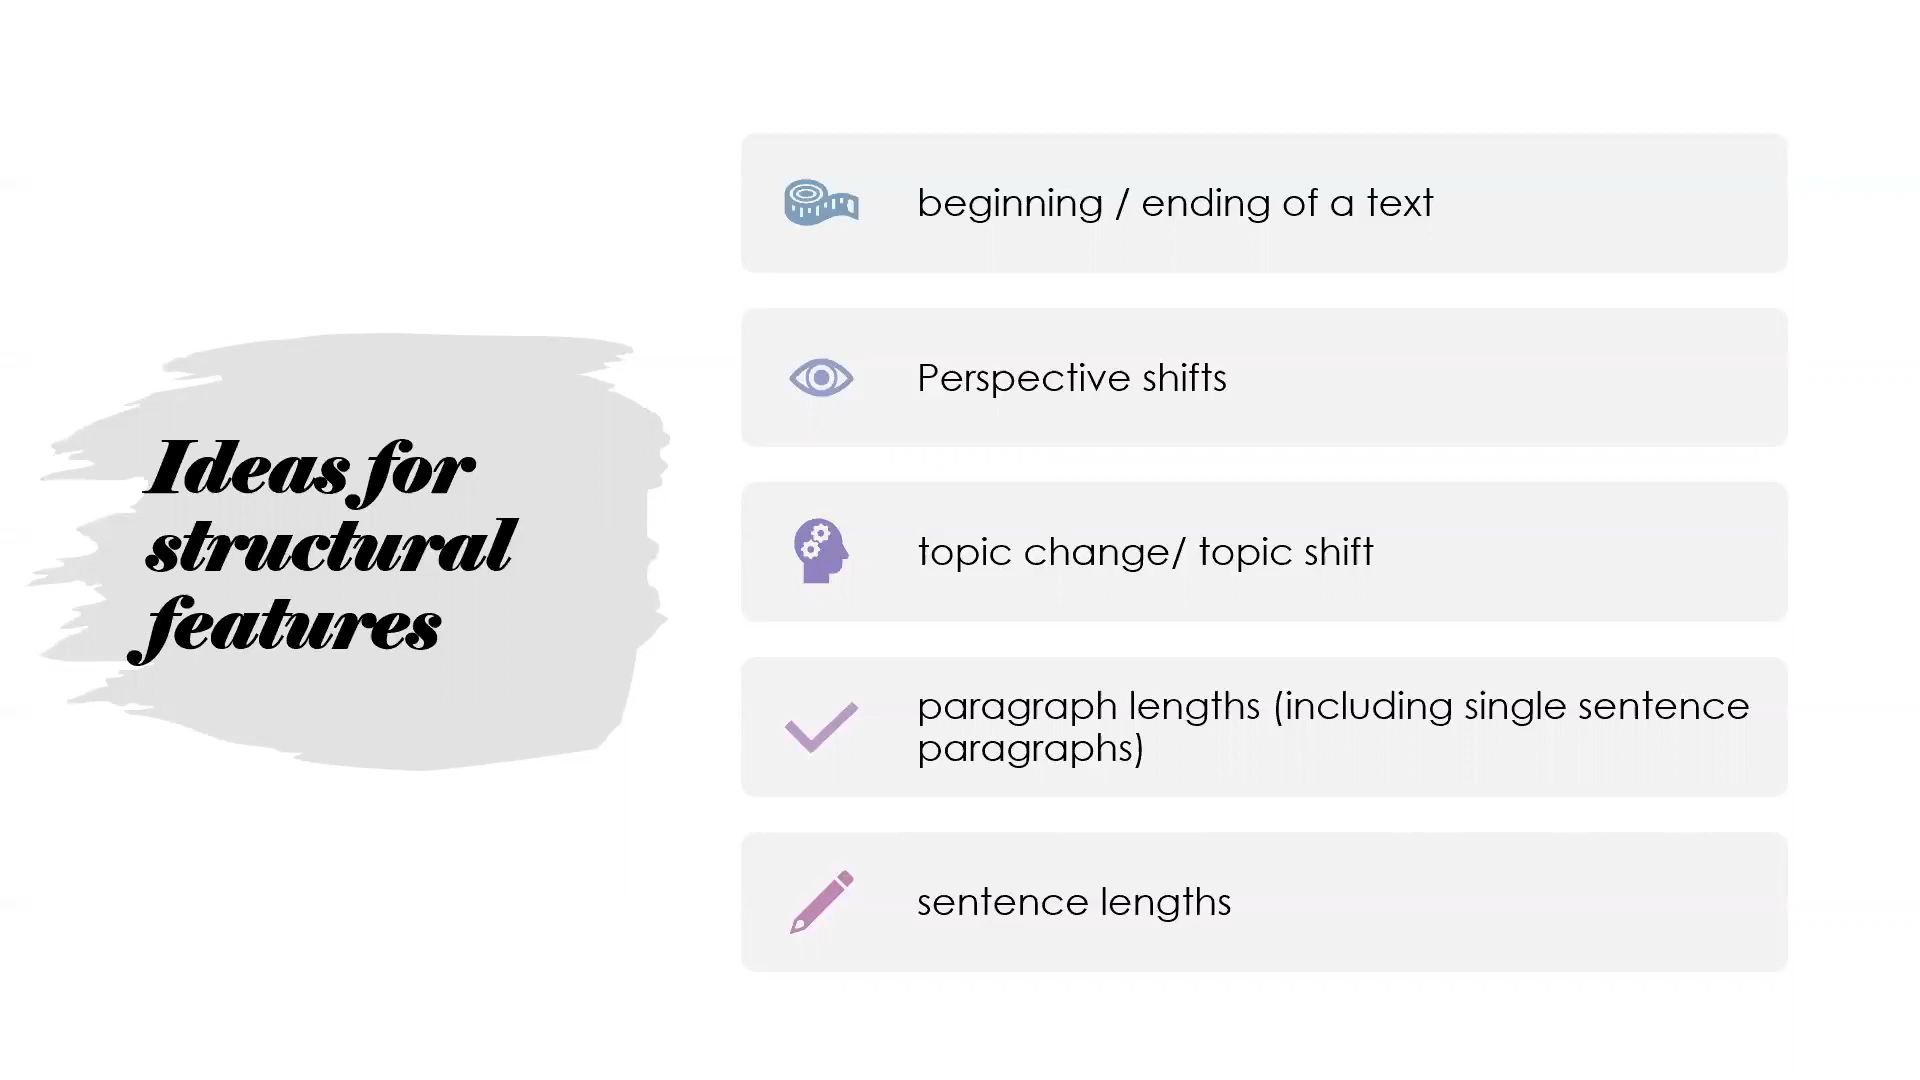 Ideas for
structural
features
beginning / ending of a text
Perspective shifts
topic change/ topic shift
paragraph lengths (including single sentence
paragraphs)
sentence lengths